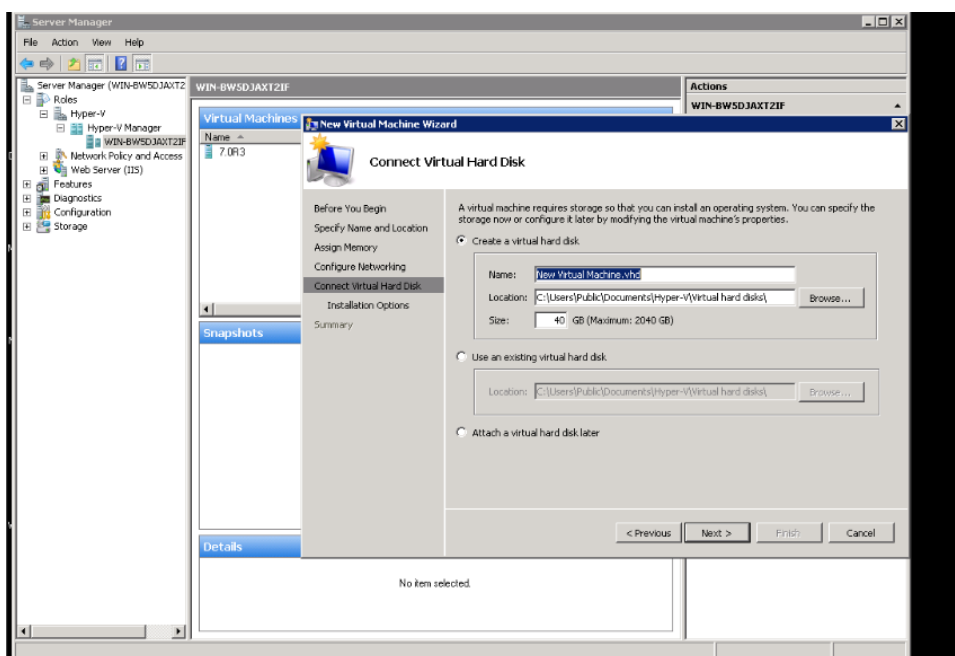 Server Manager
File Action View Help
Server Manager (WIN-BW5DJAXT2
Roles
Hyper-V
Hyper-V Manager
WIN-BW5DJAXT2IF
Network Policy and Access
Web Server (IIS)
Features
Diagnostics
Configuration
Storage
WIN-BW5DJAXT2IF
Virtual Machines
Name
7.0R3
Snapshots
Details
No item selected.
Actions
WIN-BW5DJAXT2IF
New Virtual Machine Wizard
Connect Virtual Hard Disk
Before You Begin
Specify Name and Location
Assign Memory
Configure Networking
Connect Virtual Hard Disk
Installation Options
Summary
A virtual machine requires storage so that you can install an operating system. You can specify the
storage now or configure it later by modifying the virtual machine's properties.
Create a virtual hard disk
Name: New Virtual Machine.vhd
Location: C:\Users\Public\Documents\Hyper-V\Virtual hard disks\ Browse...
Size: 40 GB (Maximum: 2040 GB)
Use an existing virtual hard disk
Location: C:\Users\Public\Documents\Hyper-V\Virtual hard disks\ Browse...
Attach a virtual hard disk later
< Previous Next > Finish Cancel